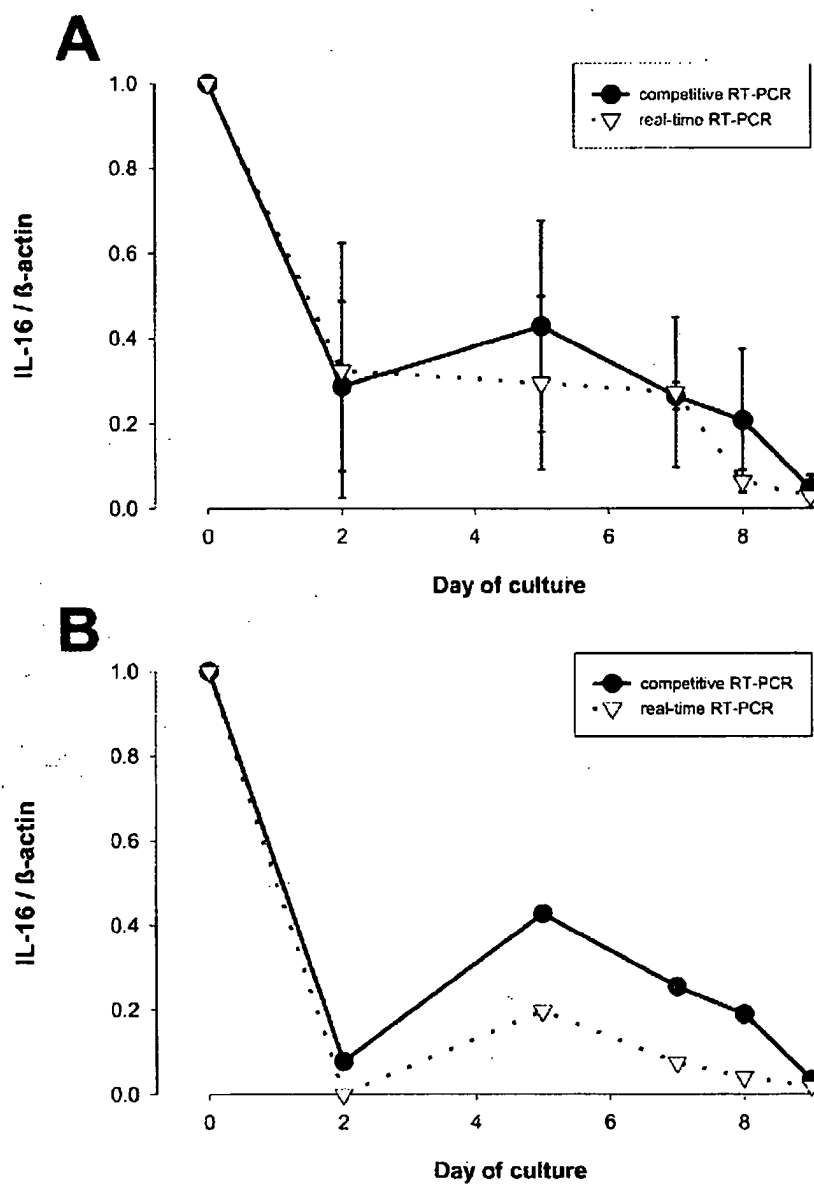 A
1.0
0.8
0.6
0.4
0.2
0.0
IL-16 / ß-actin
competitive RT-PCR
real-time RT-PCR
0 2 4 6 8
Day of culture
B
1.0
0.8
0.6
0.4
0.2
0.0
IL-16 / ß-actin
competitive RT-PCR
real-time RT-PCR
0 2 4 6 8
Day of culture